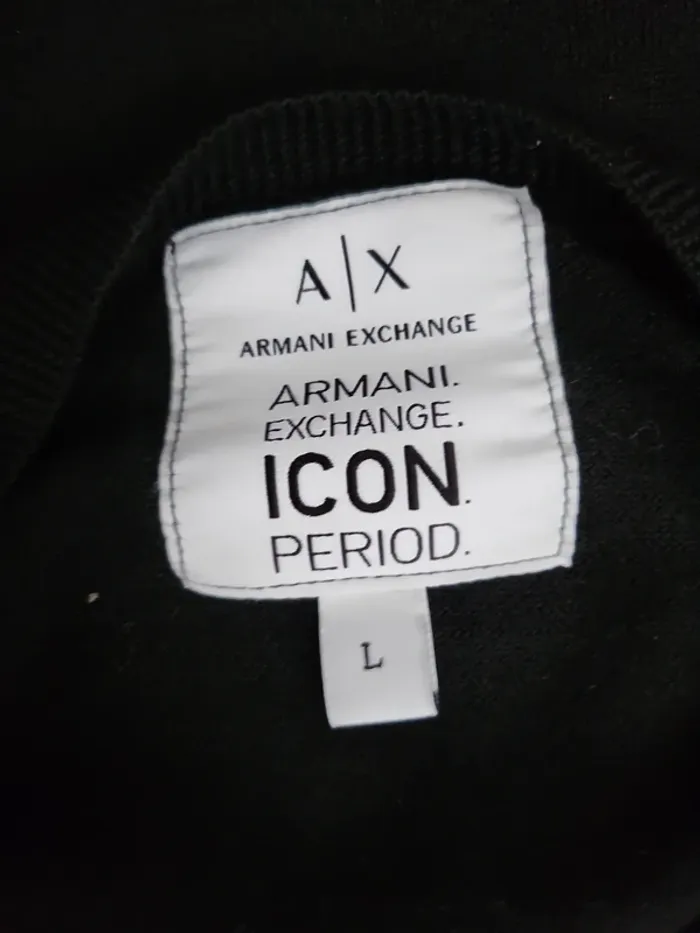 A|X
ARMANI EXCHANGE
ARMANI.
EXCHANGE.
ICON.
PERIOD.
L